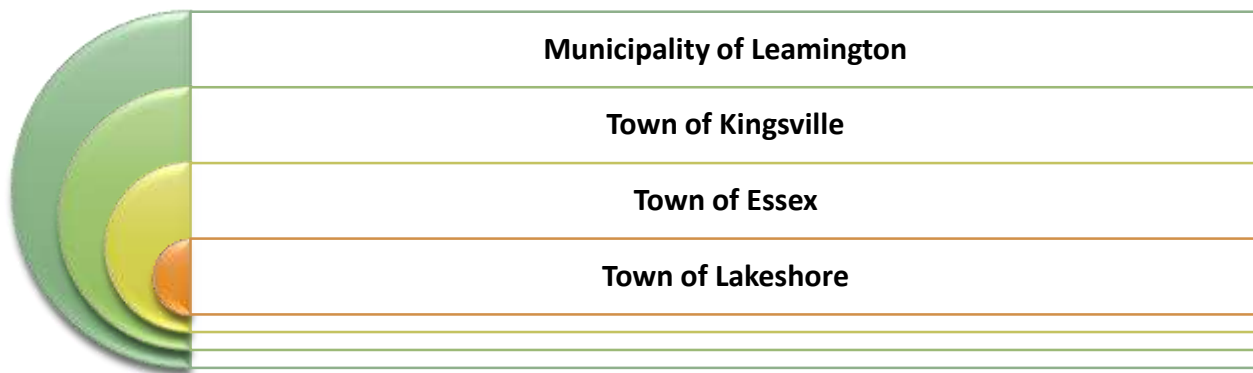 Municipality of Leamington
Town of Kingsville
Town of Essex
Town of Lakeshore